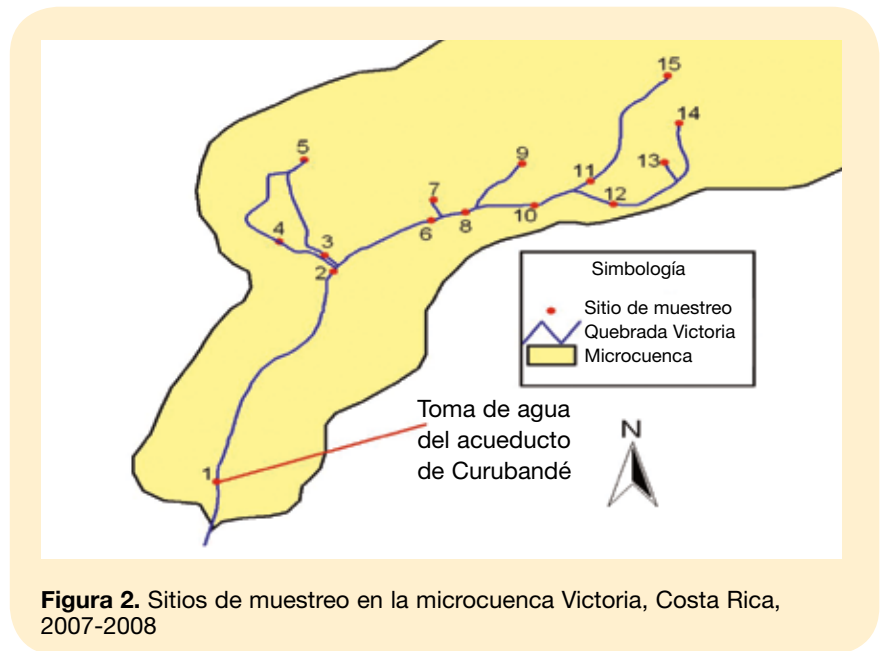 15
14
5
9
13
11
7
12
10
4
8
6
3
2
Simbología
Sitio de muestreo
Quebrada Victoria
Microcuenca
Toma de agua
del acueducto
de Curubandé
N
1
Figura 2. Sitios de muestreo en la microcuenca Victoria, Costa Rica,
2007-2008